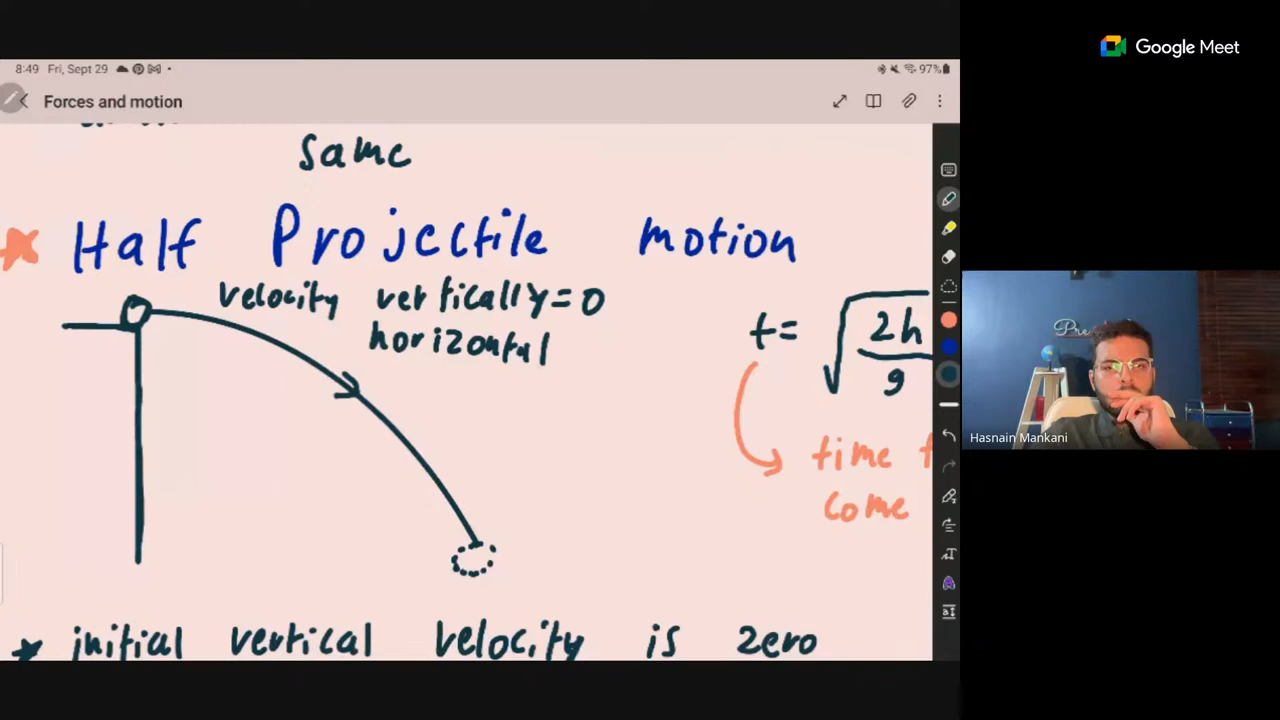 Google Meet
8:49 Fri, Sept 29
97%
Forces and motion
same
Half Projectile motion
velocity vertically=0
horizontal
t= √2h/g
time
come
Hasnain Mankani
initial vertical velocity is zero